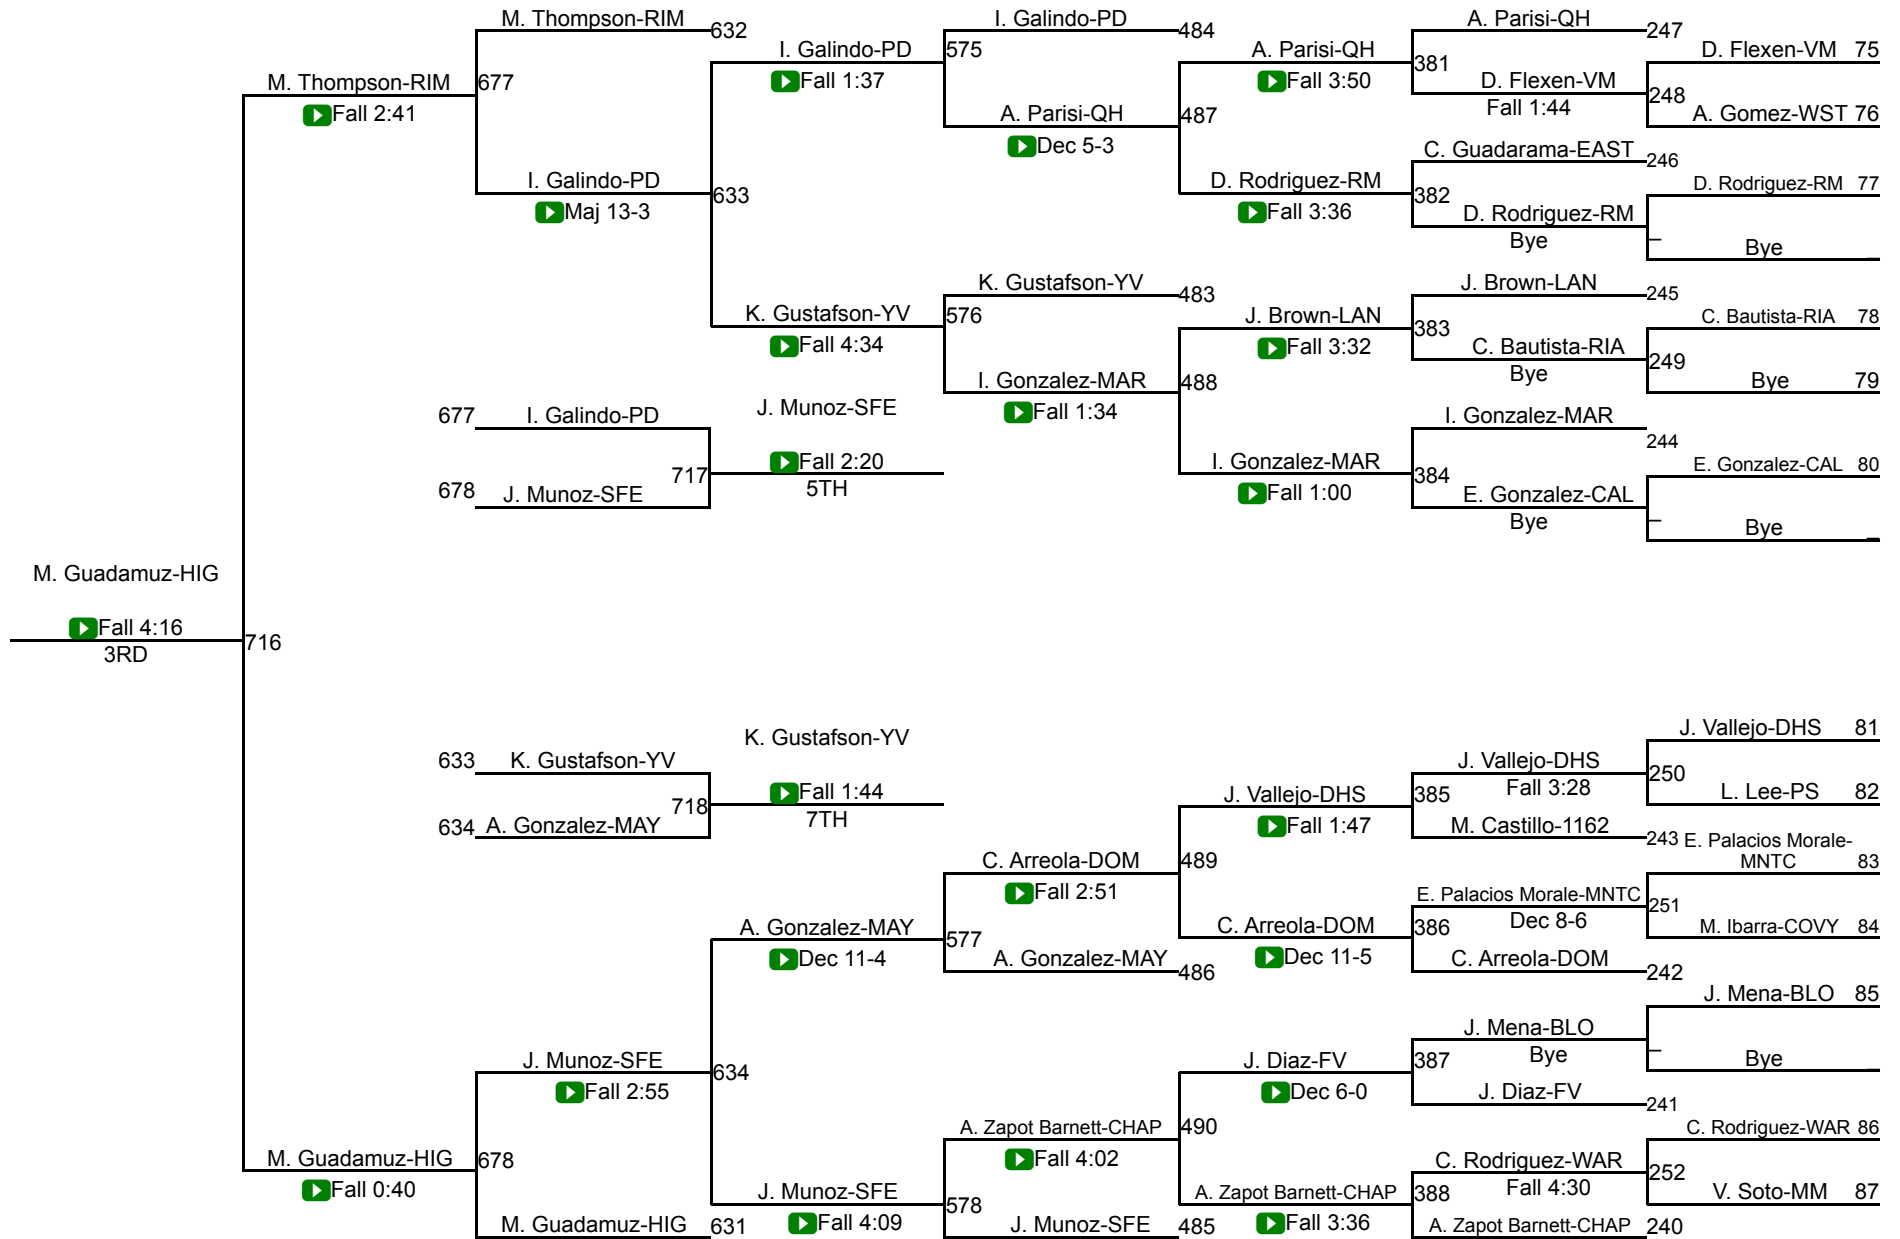 M. Thompson-RIM
632
I. Galindo-PD
484
A. Parisi-QH
247
I. Galindo-PD
575
A. Parisi-QH
381
D. Flexen-VM 75
M. Thompson-RIM
677
Fall 1:37
Fall 3:50
D. Flexen-VM
248
Fall 2:41
A. Parisi-QH
487
Fall 1:44
A. Gomez-WST 76
Dec 5-3
C. Guadarama-EAST
246
I. Galindo-PD
633
D. Rodriguez-RM
382
D. Rodriguez-RM 77
Maj 13-3
Fall 3:36
D. Rodriguez-RM
Bye
_
Bye
_
K. Gustafson-YV
483
J. Brown-LAN
245
K. Gustafson-YV
576
J. Brown-LAN
383
C. Bautista-RIA 78
Fall 4:34
Fall 3:32
C. Bautista-RIA
249
I. Gonzalez-MAR
488
Bye
Bye 79
Fall 1:34
677
I. Galindo-PD
J. Munoz-SFE
I. Gonzalez-MAR
244
717
Fall 2:20
I. Gonzalez-MAR
384
E. Gonzalez-CAL 80
678
J. Munoz-SFE
5TH
Fall 1:00
E. Gonzalez-CAL
Bye
_
Bye
_
M. Guadamuz-HIG
Fall 4:16
716
3RD
K. Gustafson-YV
J. Vallejo-DHS 81
633
K. Gustafson-YV
J. Vallejo-DHS
250
718
Fall 1:44
J. Vallejo-DHS
385
Fall 3:28
L. Lee-PS 82
634
A. Gonzalez-MAY
7TH
Fall 1:47
M. Castillo-1162
243
E. Palacios Morale-
MNTC 83
C. Arreola-DOM
489
Fall 2:51
E. Palacios Morale-MNTC
251
A. Gonzalez-MAY
577
C. Arreola-DOM
386
Dec 8-6
M. Ibarra-COVY 84
Dec 11-4
A. Gonzalez-MAY
486
Dec 11-5
C. Arreola-DOM
242
J. Mena-BLO 85
J. Mena-BLO
_
J. Munoz-SFE
634
J. Diaz-FV
387
Bye
Bye
_
Fall 2:55
Dec 6-0
J. Diaz-FV
241
A. Zapot Barnett-CHAP
490
C. Rodriguez-WAR 86
M. Guadamuz-HIG
678
Fall 4:02
C. Rodriguez-WAR
252
Fall 0:40
J. Munoz-SFE
578
A. Zapot Barnett-CHAP
388
Fall 4:30
V. Soto-MM 87
M. Guadamuz-HIG
631
Fall 4:09
J. Munoz-SFE
485
Fall 3:36
A. Zapot Barnett-CHAP
240